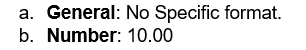 a. General: No Specific format.
b. Number: 10.00